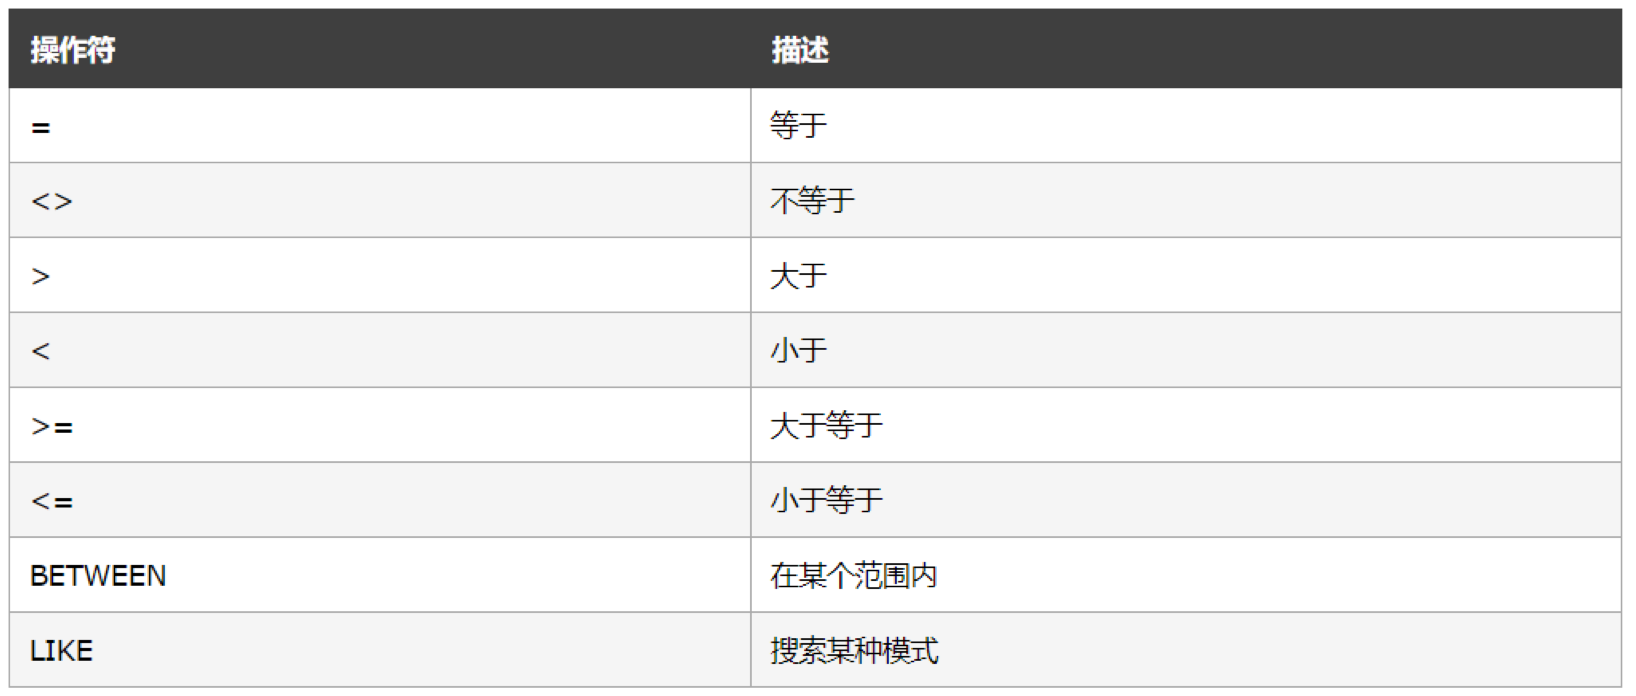 操作符 描述
= 等于
<> 不等于
> 大于
< 小于
>= 大于等于
<= 小于等于
BETWEEN 在某个范围内
LIKE 搜索某种模式